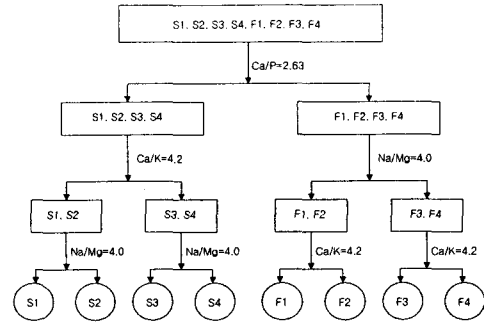 S1, S2, S3, S4, F1, F2, F3, F4
Ca/P=2.63
S1, S2, S3, S4
F1, F2, F3, F4
Ca/K=4.2
Na/Mg=4.0
S1, S2
S3, S4
F1, F2
F3, F4
Na/Mg=4.0
Na/Mg=4.0
Ca/K=4.2
Ca/K=4.2
S1
S2
S3
S4
F1
F2
F3
F4